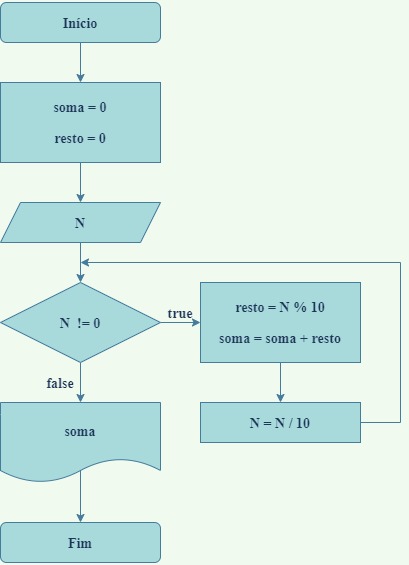 Início
soma = 0
resto = 0
N
N != 0
true
resto = N % 10
soma = soma + resto
false
N = N / 10
soma
Fim